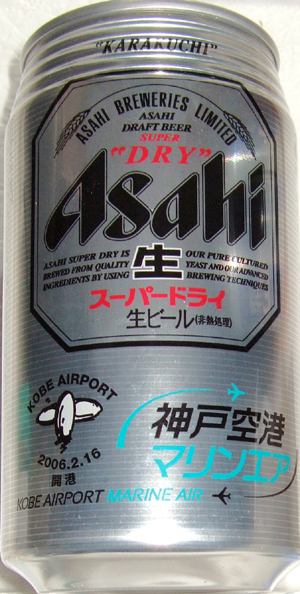 "KARAKUCHI"
ASAHI BREWERIES LIMITED
ASAHI
DRAFT BEER
SUPER
"DRY"
Asahi
ASAHI SUPER DRY IS
BREWED FROM QUALITY
INGREDIENTS BY USING
生
OUR PURE CULTURED
YEAST AND OUR ADVANCED
BREWING TECHNIQUES
スーパードライ
生ビール(非熱処理)
KOBE AIRPORT
2006.2.16
開港
神戸空港
マリンエア
KOBE AIRPORT MARINE AIR